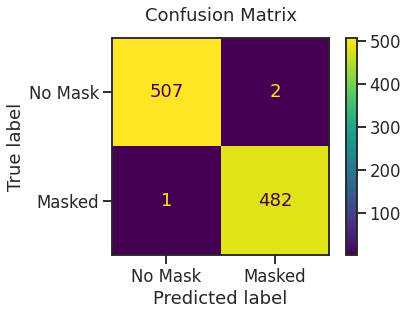 Confusion Matrix
No Mask
507
2
Masked
1
482
No Mask
Masked
Predicted label
True label
500
400
300
200
100